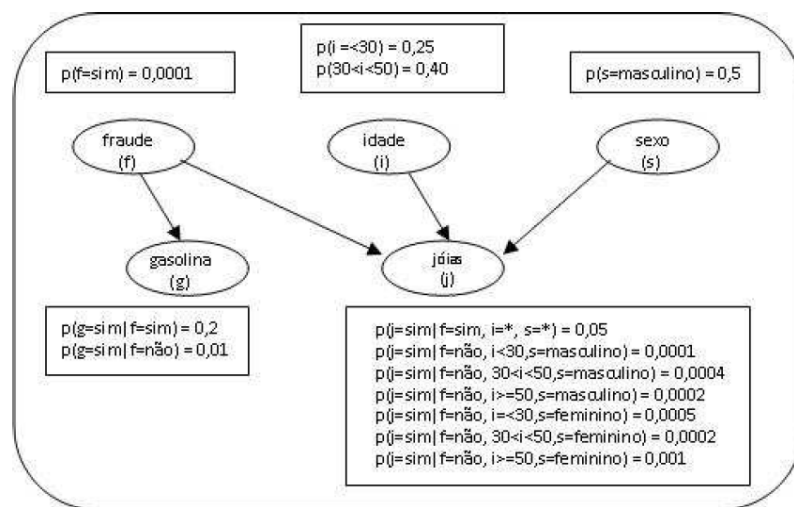 p(f=sim) = 0,0001
p(i =<30) = 0,25
p(30<i<50) = 0,40
p(s=masculino) = 0,5
fraude
(f)
idade
(i)
sexo
(s)
gasolina
(g)
jóias
(j)
p(g=sim|f=sim) = 0,2
p(g=sim|f=não) = 0,01
p(j=sim|f=sim, i=*, s=*) = 0,05
p(j=sim|f=não, i<30,s=masculino) = 0,0001
p(j=sim|f=não, 30<i<50,s=masculino) = 0,0004
p(j=sim|f=não, i>=50,s=masculino) = 0,0002
p(j=sim|f=não, i=<30,s=feminino) = 0,0005
p(j=sim|f=não, 30<i<50,s=feminino) = 0,0002
p(j=sim|f=não, i>=50,s=feminino) = 0,001